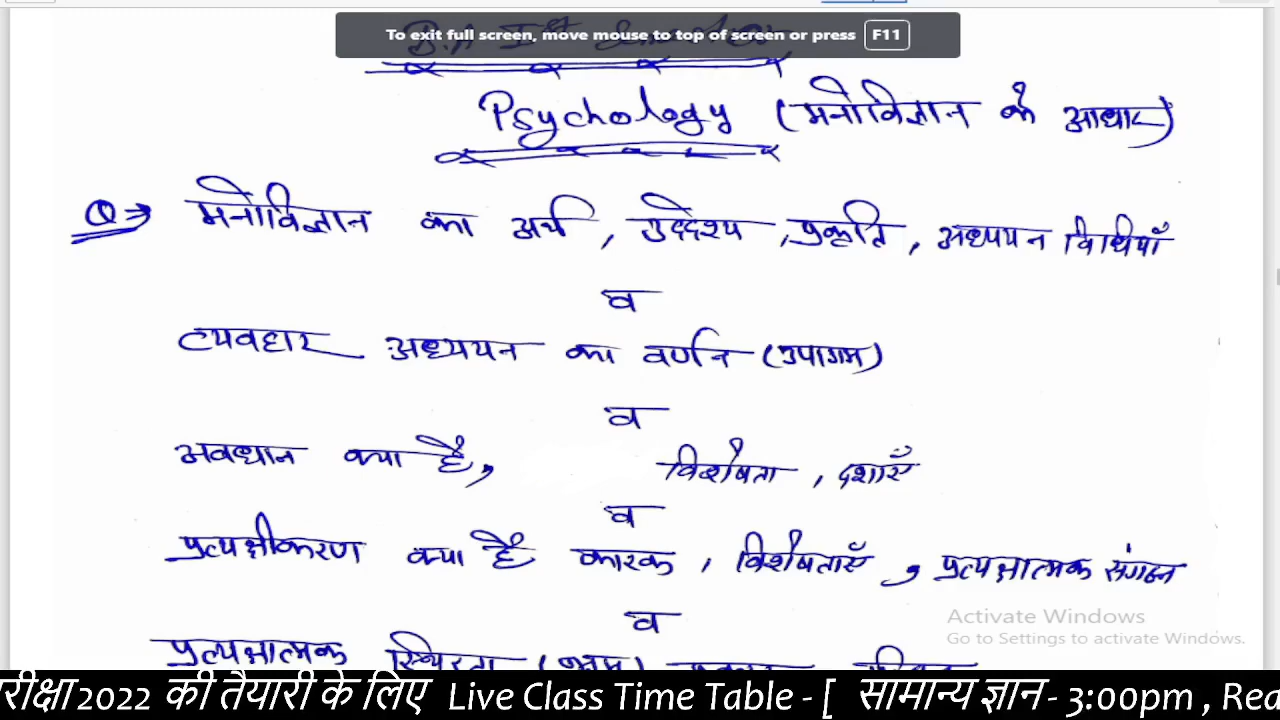 To exit full screen, move mouse to top of screen or press F11
Psychology (मनोविज्ञान के आधार)
Q⇒ मनोविज्ञान का अर्थ, उद्देश्य, प्रकृति, अध्ययन विधियाँ
व
व्यवहार अध्ययन का वर्णन (उपागम)
व
अवधान क्या है, विशेषता, दशाएँ
व
प्रत्यक्षीकरण क्या है कारक, विशेषताएँ, प्रत्यक्षात्मक संगठन
व
प्रत्यक्षात्मक स्थिरता (भ्रम)
Activate Windows
Go to Settings to activate Windows.
रीक्षा 2022 की तैयारी के लिए Live Class Time Table - [ सामान्य ज्ञान- 3:00pm , Rea